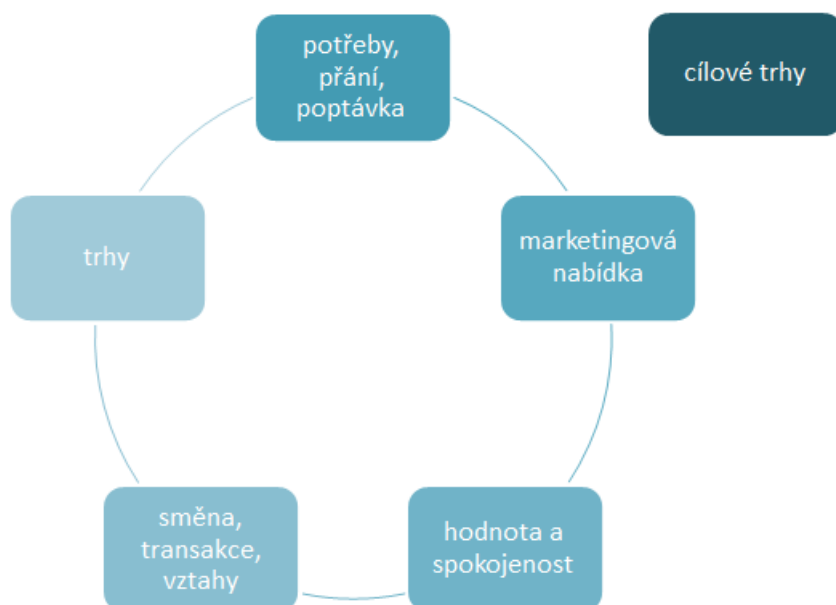 potřeby,
přání,
poptávka
cílové trhy
marketingová
nabídka
trhy
hodnota a
spokojenost
směna,
transakce,
vztahy